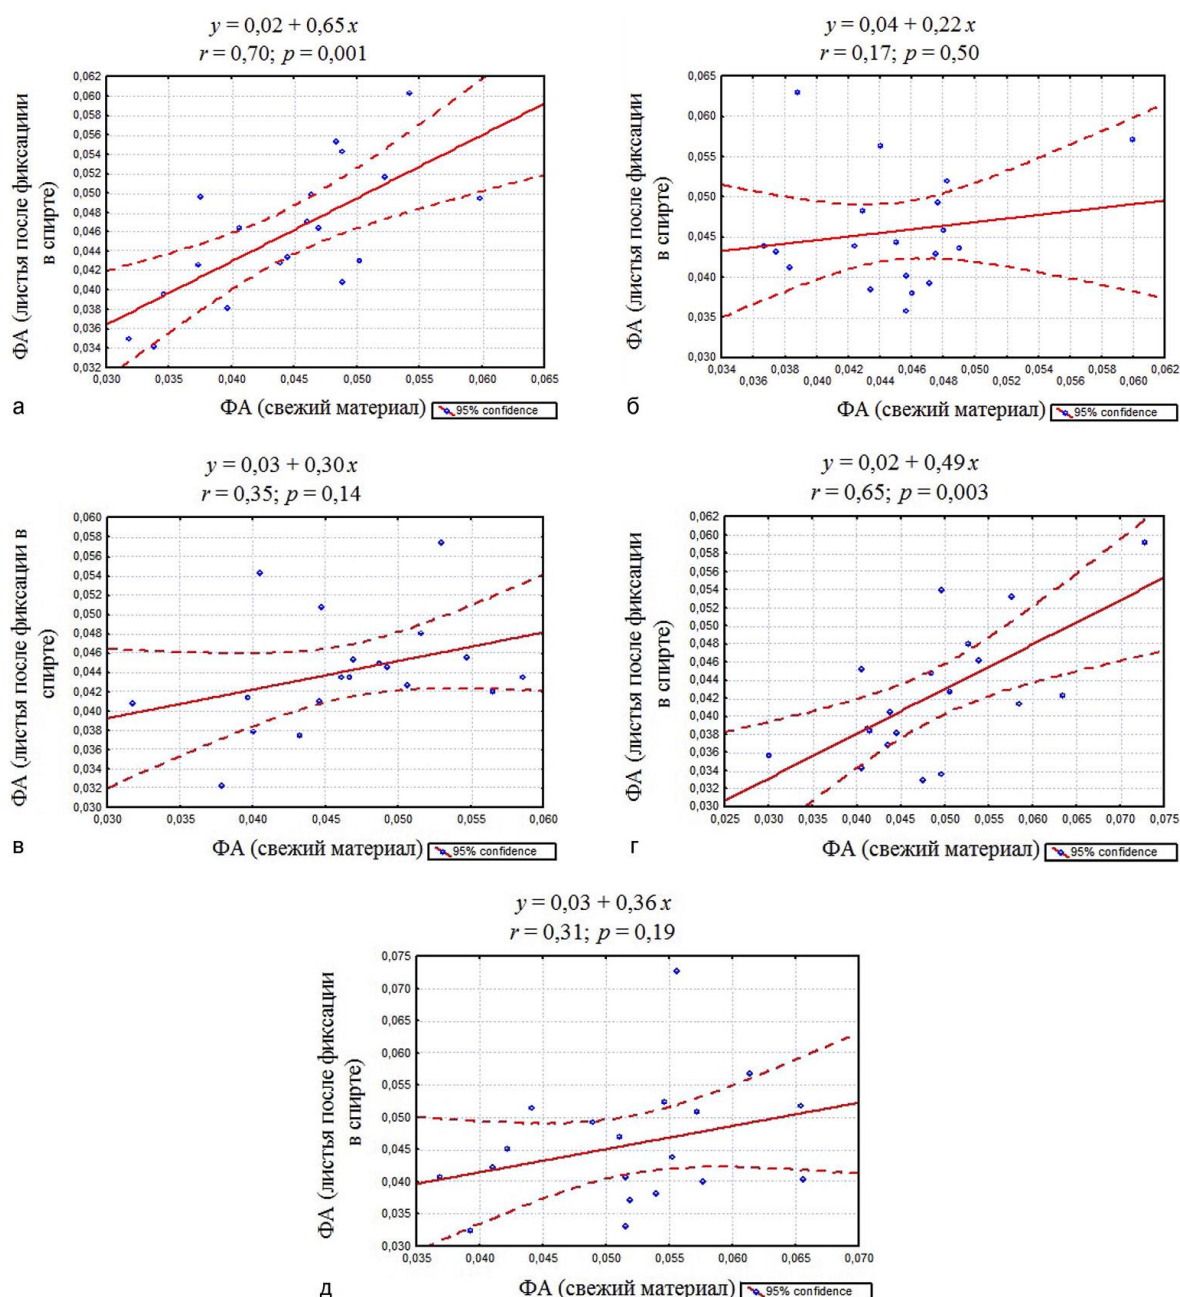 y = 0,02 + 0,65x
r = 0,70; p = 0,001
ФА (листья после фиксациии
в спирте)
0,062
0,060
0,058
0,056
0,054
0,052
0,050
0,048
0,046
0,044
0,042
0,040
0,038
0,036
0,034
0,032
0,030 0,035 0,040 0,045 0,050 0,055 0,060 0,065
а
ФА (свежий материал)
95% confidence
y = 0,04 + 0,22x
r = 0,17; p = 0,50
ФА (листья после фиксации
в спирте)
0,065
0,060
0,055
0,050
0,045
0,040
0,035
0,030
0,034 0,038 0,042 0,046 0,050 0,054 0,058 0,062
0,036 0,040 0,044 0,048 0,052 0,056 0,060
б
ФА (свежий материал)
95% confidence
y = 0,03 + 0,30x
r = 0,35; p = 0,14
ФА (листья после фиксации в
спирте)
0,060
0,058
0,056
0,054
0,052
0,050
0,048
0,046
0,044
0,042
0,040
0,038
0,036
0,034
0,032
0,030
0,030 0,035 0,040 0,045 0,050 0,055 0,060
в
ФА (свежий материал)
95% confidence
y = 0,02 + 0,49x
r = 0,65; p = 0,003
ФА (листья после фиксации
в спирте)
0,062
0,060
0,058
0,056
0,054
0,052
0,050
0,048
0,046
0,044
0,042
0,040
0,038
0,036
0,034
0,032
0,030
0,025 0,030 0,035 0,040 0,045 0,050 0,055 0,060 0,065 0,070 0,075
г
ФА (свежий материал)
95% confidence
y = 0,03 + 0,36x
r = 0,31; p = 0,19
ФА (листья после фиксации
в спирте)
0,075
0,070
0,065
0,060
0,055
0,050
0,045
0,040
0,035
0,030
0,035 0,040 0,045 0,050 0,055 0,060 0,065 0,070
д
ФА (свежий материал)
95% confidence